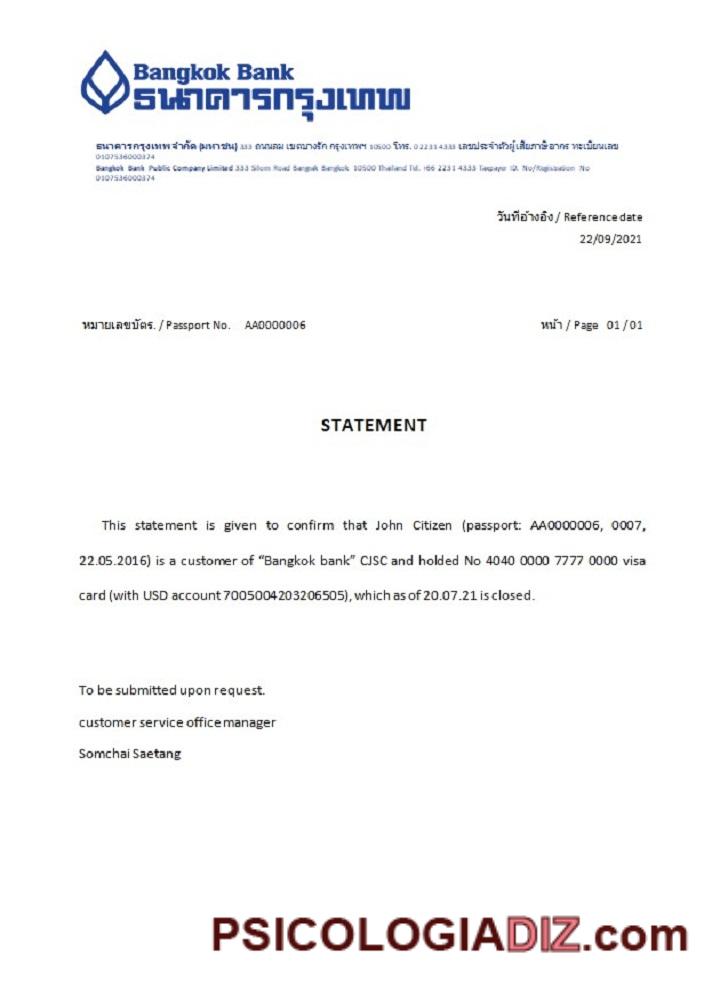 Bangkok Bank
ธนาคารกรุงเทพ
ธนาคารกรุงเทพ จำกัด (มหาชน) 333 ถนนสีลม เขตบางรัก กรุงเทพฯ 10500 โทร. 0 2231 4333 เลขประจำตัวผู้เสียภาษีอากร ทะเบียนเลข
0107536000374
Bangkok Bank Public Company Limited 333 Silom Road Bangrak Bangkok 10500 Thailand Tel. +66 2231 4333 Taxpayer ID. No/Registration No
0107536000374
วันที่อ้างอิง / Reference date
22/09/2021
หมายเลขบัตร. / Passport No. AA0000006
หน้า / Page 01 / 01
STATEMENT
This statement is given to confirm that John Citizen (passport: AA0000006, 0007,
22.05.2016) is a customer of “Bangkok bank” CJSC and holded No 4040 0000 7777 0000 visa
card (with USD account 7005004203206505), which as of 20.07.21 is closed.
To be submitted upon request.
customer service office manager
Somchai Saetang
PSICOLOGIADIZ.com